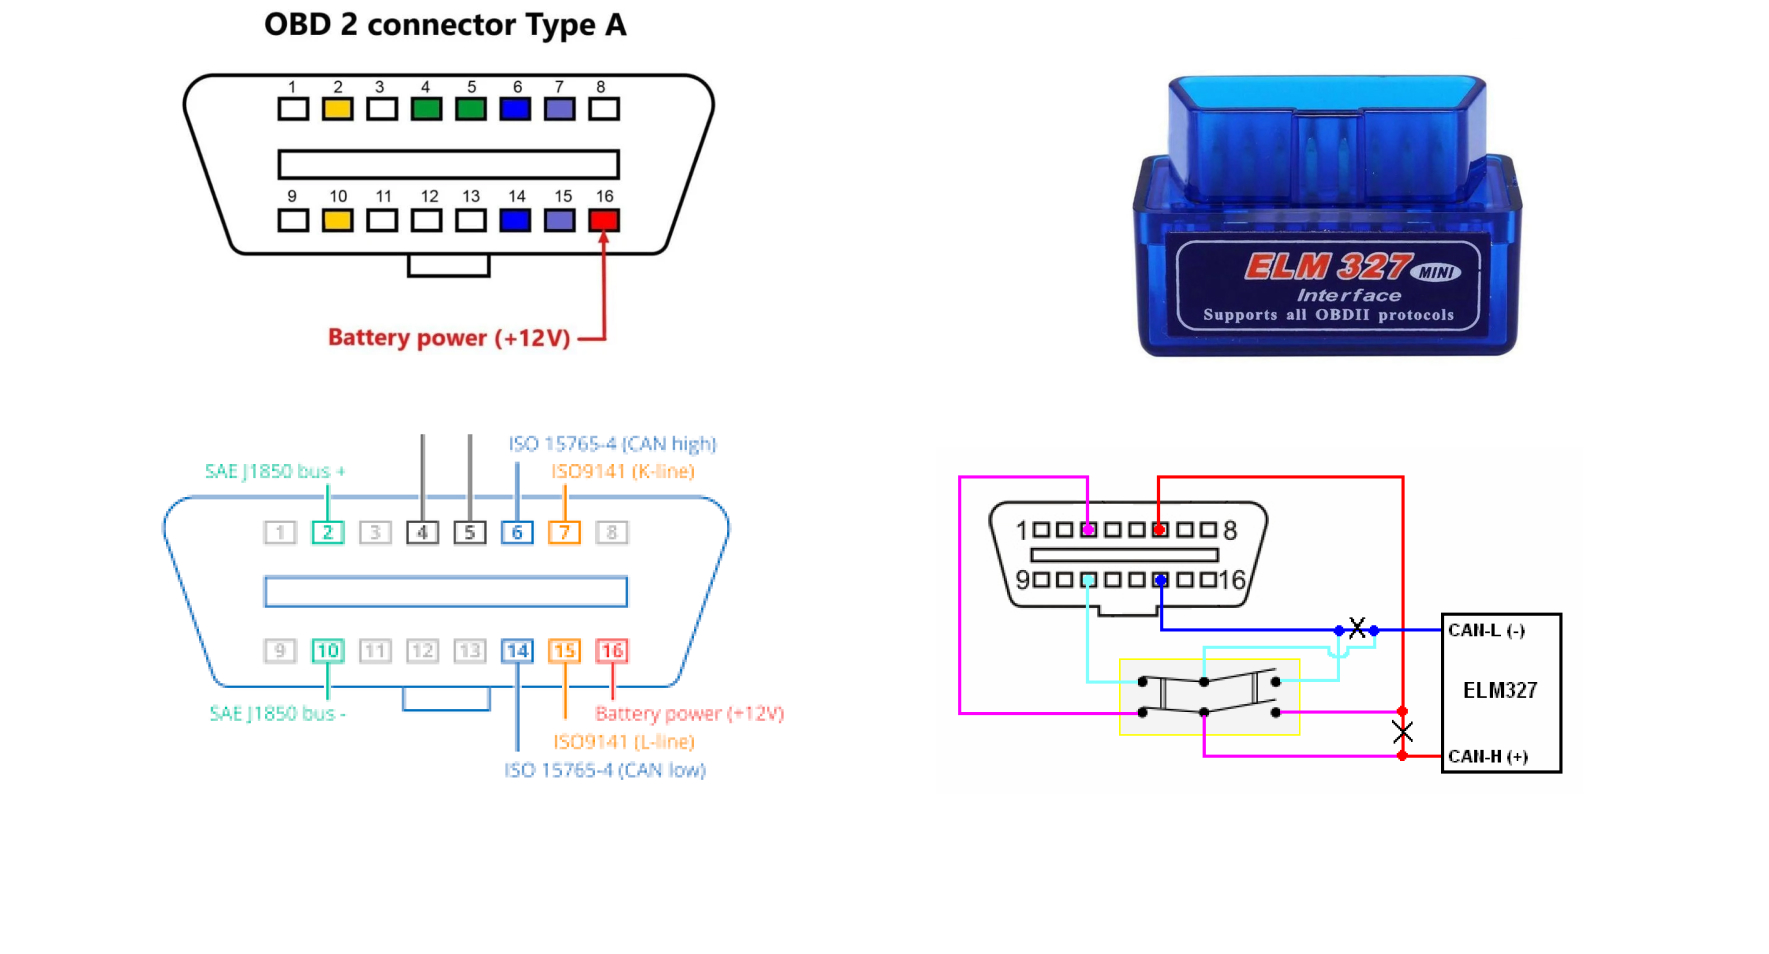 OBD 2 connector Type A
1 2 3 4 5 6 7 8
9 10 11 12 13 14 15 16
Battery power (+12V)
ELM 327 MINI
Interface
Supports all OBDII protocols
ISO 15765-4 (CAN high)
SAE J1850 bus +
ISO9141 (K-line)
1 2 3 4 5 6 7 8
9 10 11 12 13 14 15 16
SAE J1850 bus -
Battery power (+12V)
ISO9141 (L-line)
ISO 15765-4 (CAN low)
1 8
9 16
CAN-L (-)
ELM327
CAN-H (+)